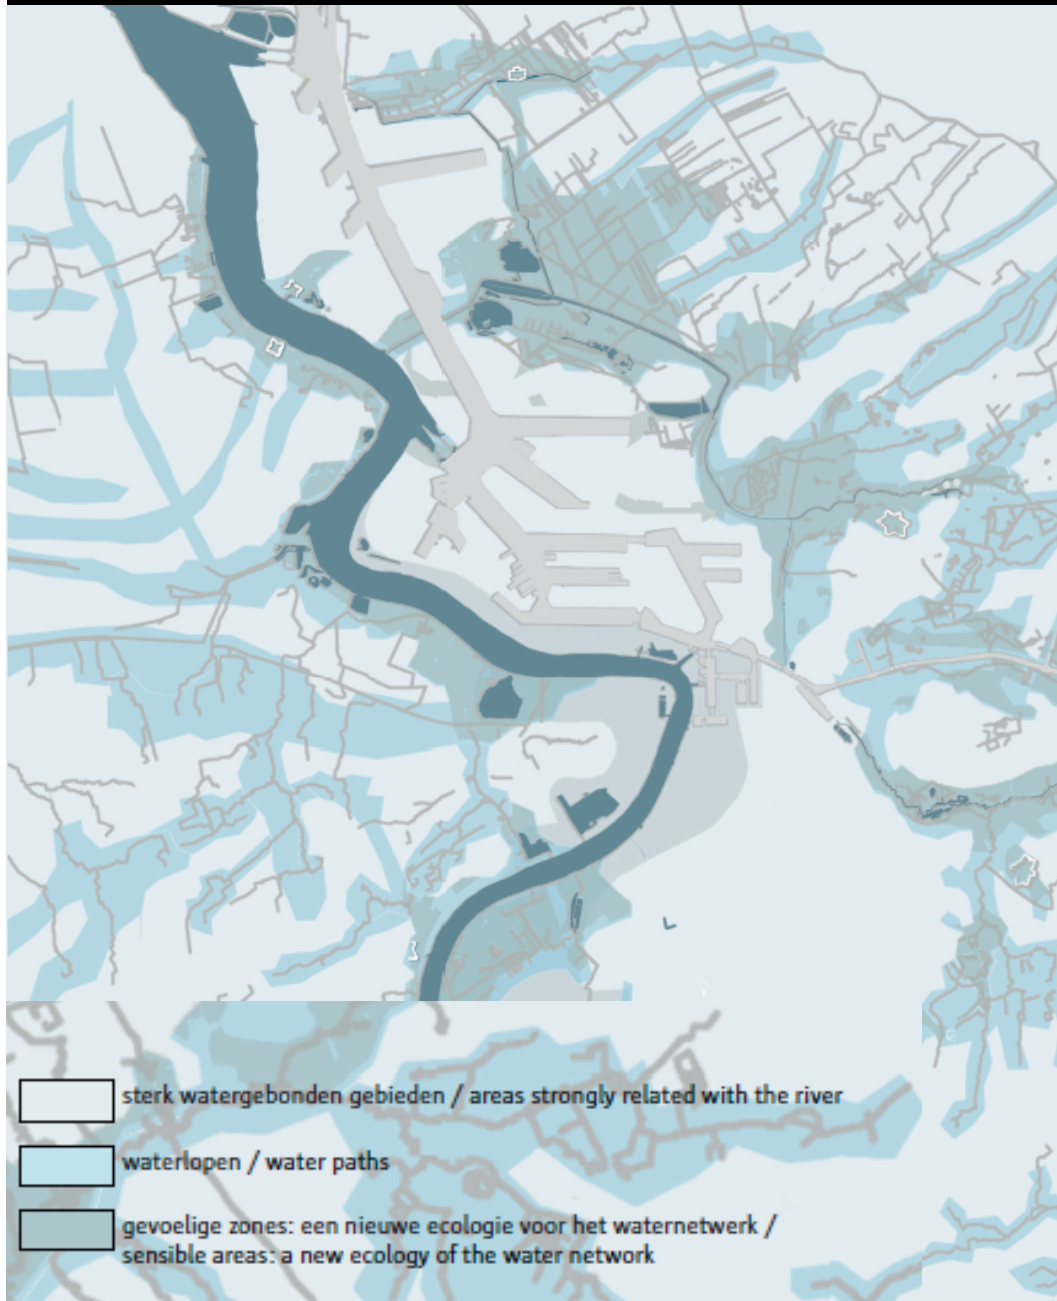 sterk watergebonden gebieden / areas strongly related with the river
waterlopen / water paths
gevoelige zones: een nieuwe ecologie voor het waternetwerk /
sensible areas: a new ecology of the water network